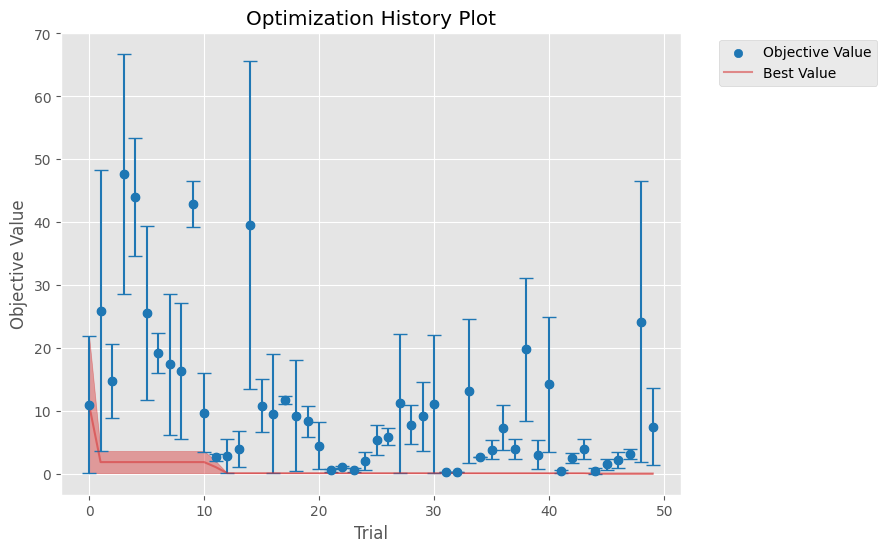 Optimization History Plot
Objective Value
Best Value
70
60
50
40
30
20
10
0
Objective Value
0 10 20 30 40 50
Trial